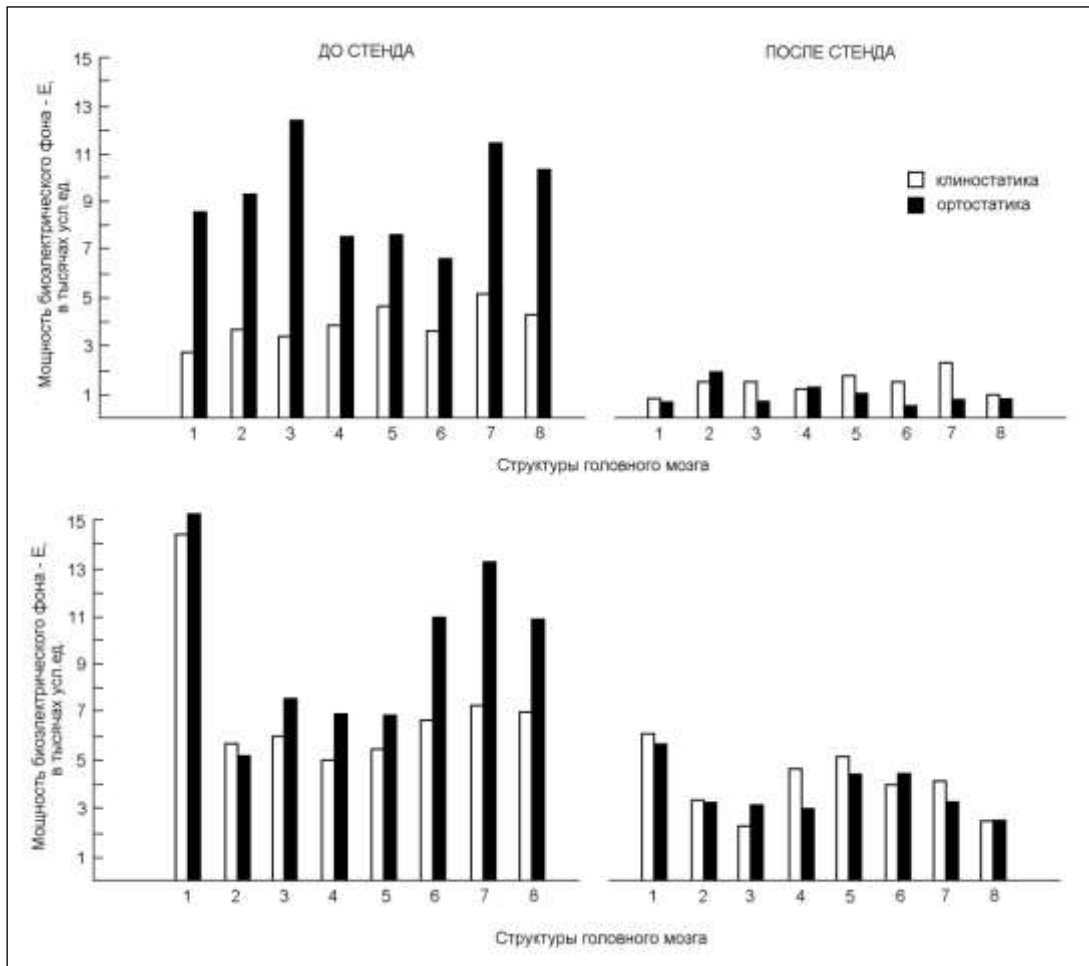 ДО СТЕНДА
ПОСЛЕ СТЕНДА
Мощность биоэлектрического фона - Е,
в тысячах усл.ед.
15
13
11
9
7
5
3
1
клиностатика
ортостатика
1 2 3 4 5 6 7 8
1 2 3 4 5 6 7 8
Структуры головного мозга
Мощность биоэлектрического фона - Е,
в тысячах усл.ед.
15
13
11
9
7
5
3
1
1 2 3 4 5 6 7 8
1 2 3 4 5 6 7 8
Структуры головного мозга